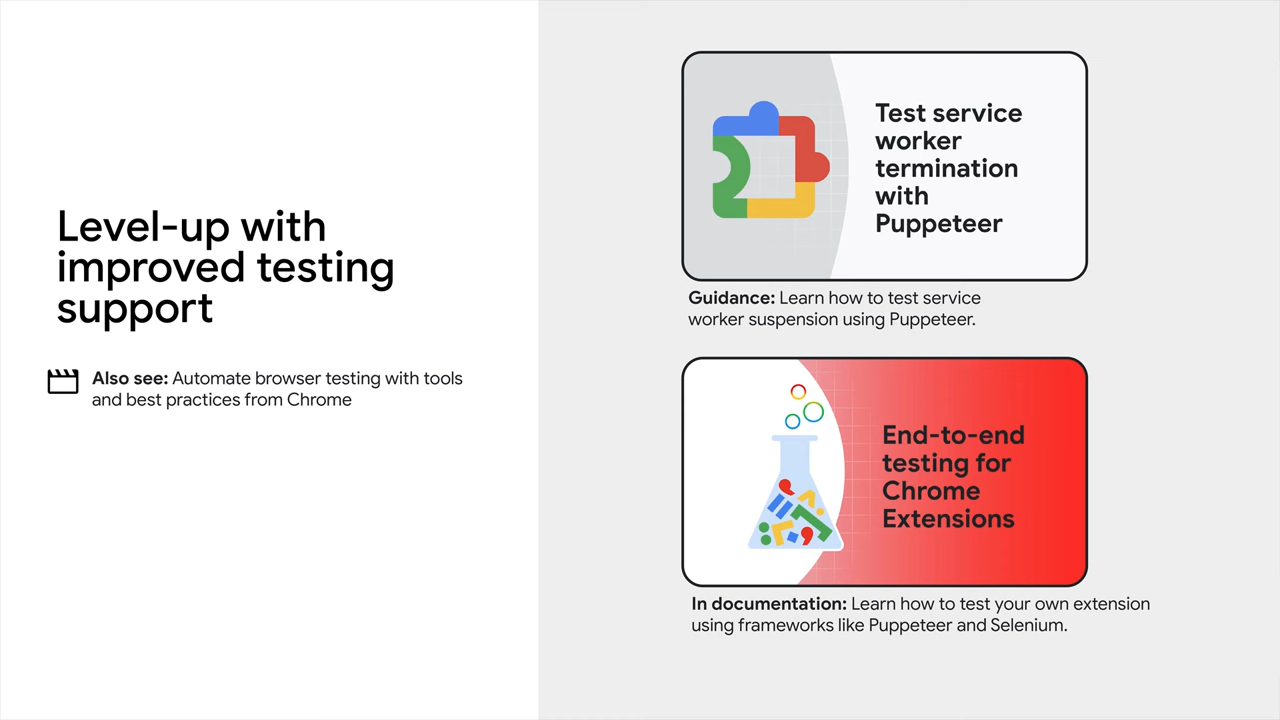 Level-up with
improved testing
support
Also see: Automate browser testing with tools
and best practices from Chrome
Test service
worker
termination
with
Puppeteer
Guidance: Learn how to test service
worker suspension using Puppeteer.
End-to-end
testing for
Chrome
Extensions
In documentation: Learn how to test your own extension
using frameworks like Puppeteer and Selenium.